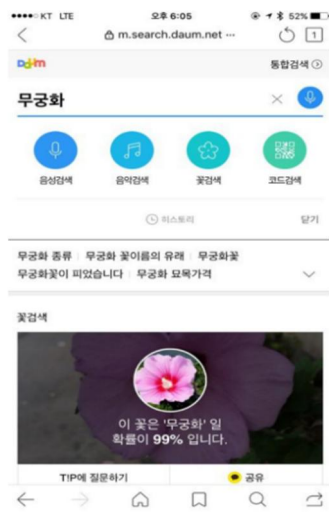 KT LTE 오후 6:05 52%
m.search.daum.net ···
1
Daum 통합검색
무궁화
음성검색 음악검색 꽃검색 코드검색
히스토리 닫기
무궁화 종류 무궁화 꽃이름의 유래 무궁화꽃
무궁화꽃이 피었습니다 무궁화 묘목가격
꽃검색
이 꽃은 '무궁화' 일
확률이 99% 입니다.
T!P에 질문하기 공유